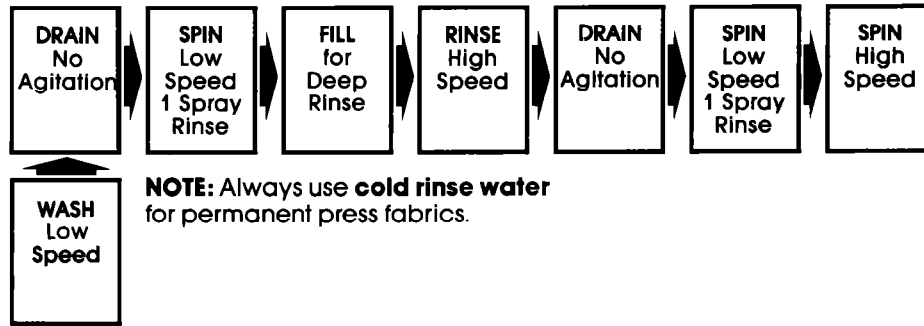 DRAIN
No
Agitation
SPIN
Low
Speed
1 Spray
Rinse
FILL
for
Deep
Rinse
RINSE
High
Speed
DRAIN
No
Agitation
SPIN
Low
Speed
1 Spray
Rinse
SPIN
High
Speed
WASH
Low
Speed
NOTE: Always use cold rinse water
for permanent press fabrics.